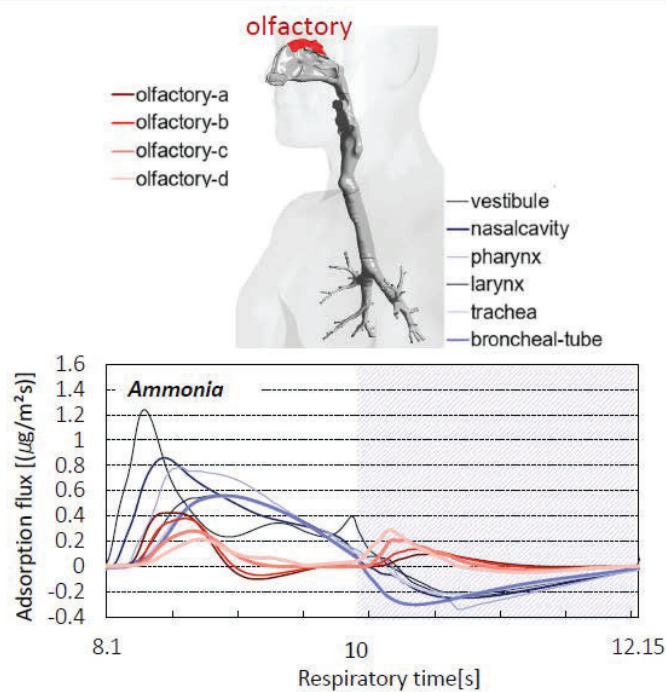 olfactory
olfactory-a
olfactory-b
olfactory-c
olfactory-d
vestibule
nasalcavity
pharynx
larynx
trachea
broncheal-tube
Ammonia
Adsorption flux [(μg/m²s)]
1.6
1.4
1.2
1
0.8
0.6
0.4
0.2
0
-0.2
-0.4
8.1 10 12.15
Respiratory time[s]